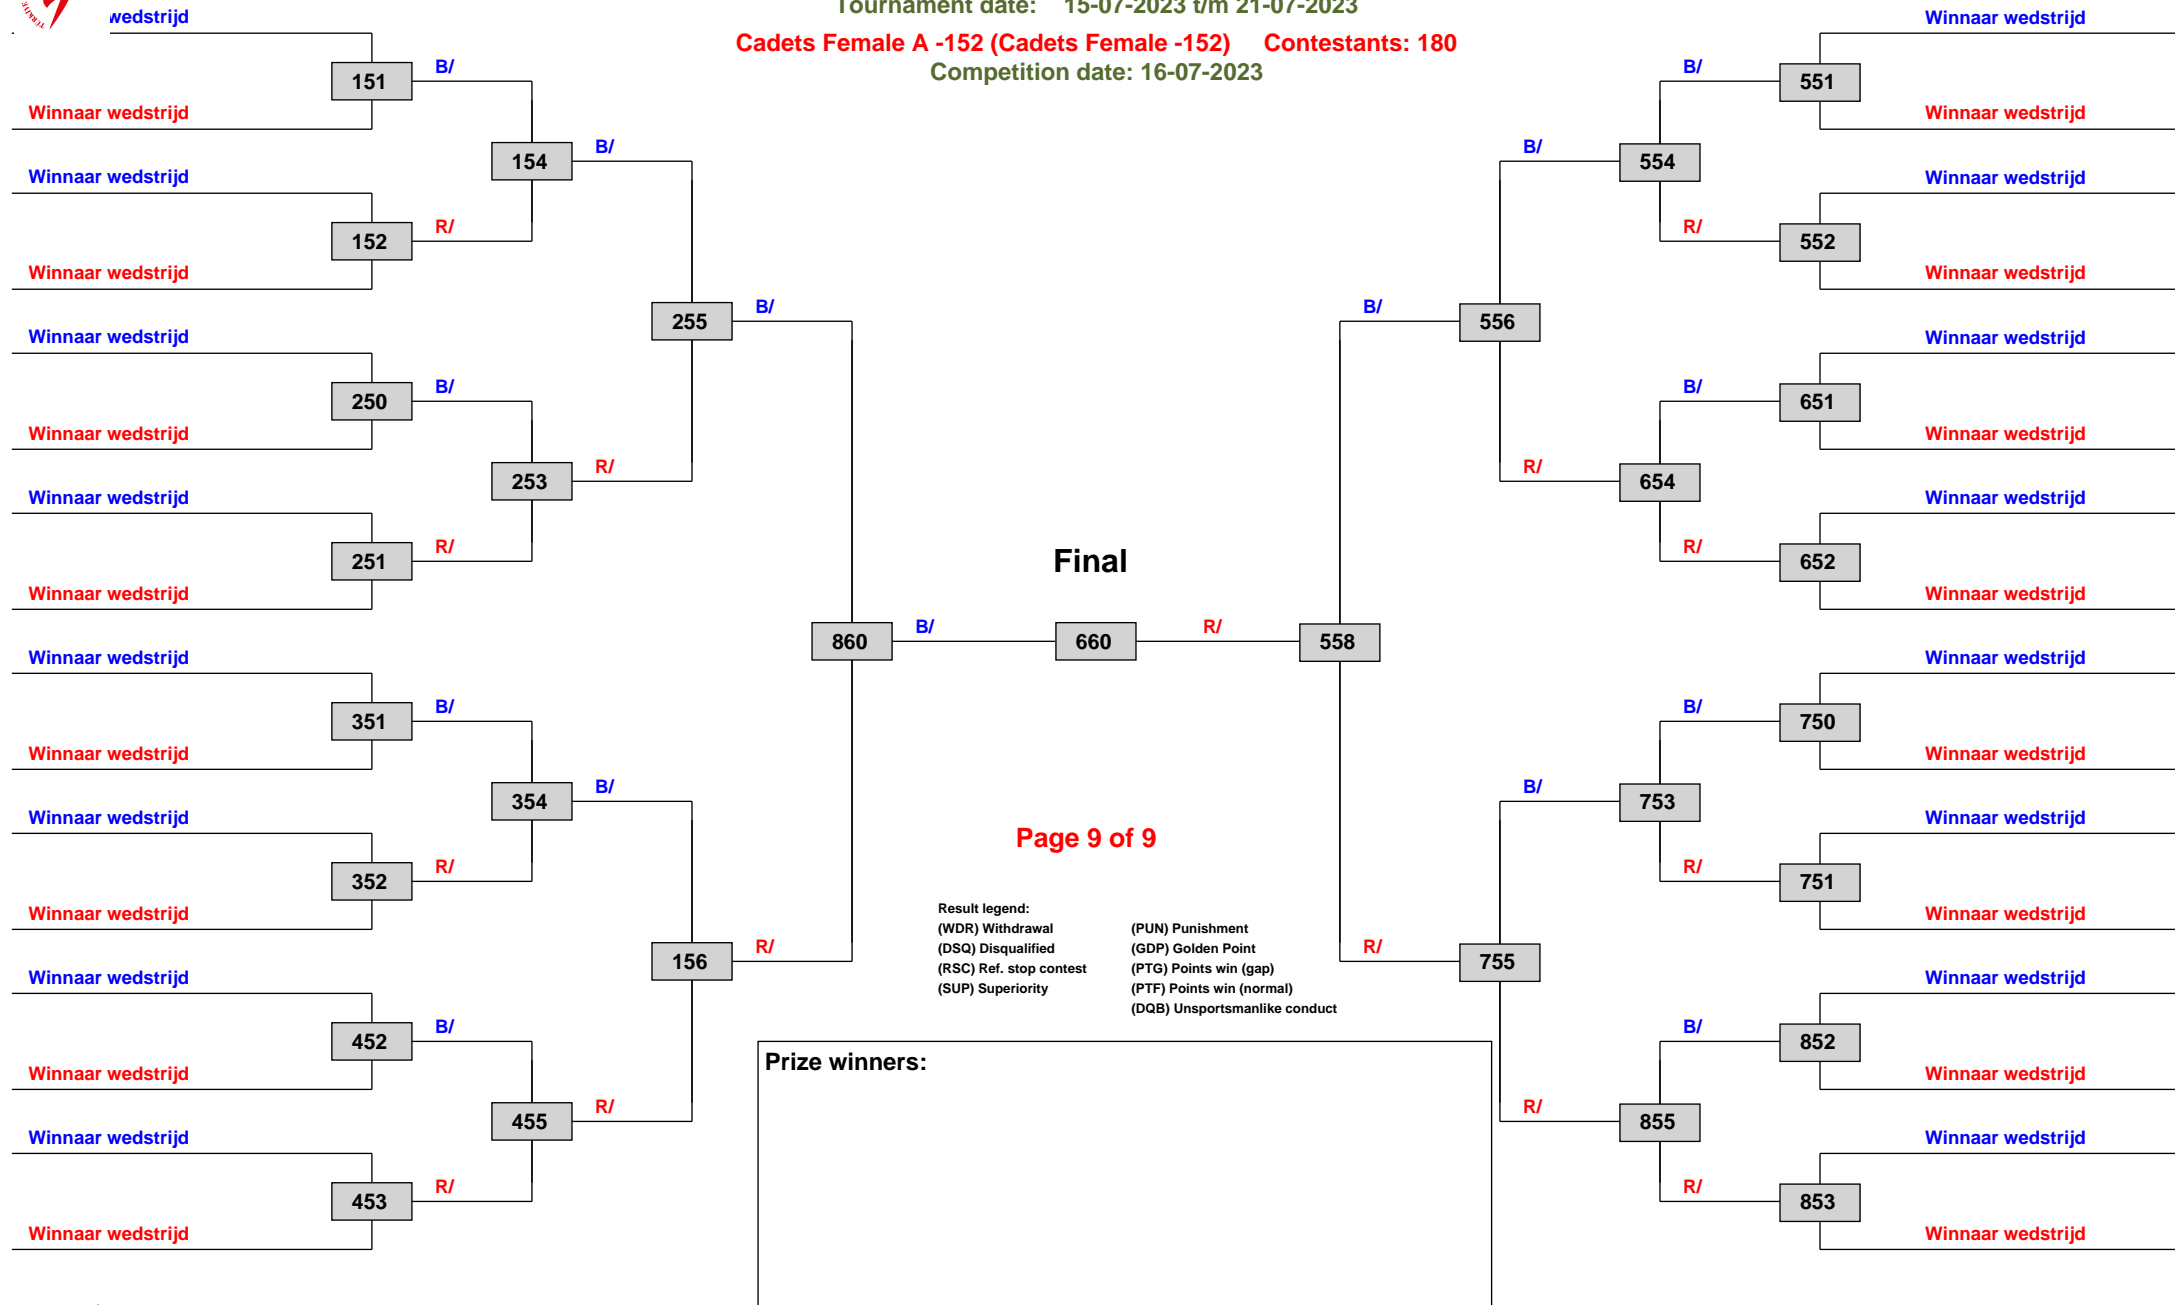 Tournament date: 15-07-2023 t/m 21-07-2023
Cadets Female A -152 (Cadets Female -152) Contestants: 180
Competition date: 16-07-2023
wedstrijd
Winnaar wedstrijd
B/
B/
151
551
Winnaar wedstrijd
Winnaar wedstrijd
B/
B/
154
554
Winnaar wedstrijd
Winnaar wedstrijd
R/
R/
152
552
Winnaar wedstrijd
Winnaar wedstrijd
B/
B/
255
556
Winnaar wedstrijd
Winnaar wedstrijd
B/
B/
250
651
Winnaar wedstrijd
Winnaar wedstrijd
R/
R/
253
654
Winnaar wedstrijd
Winnaar wedstrijd
R/
R/
251
652
Final
Winnaar wedstrijd
Winnaar wedstrijd
B/
R/
860
660
558
Winnaar wedstrijd
Winnaar wedstrijd
B/
B/
351
750
Winnaar wedstrijd
Winnaar wedstrijd
B/
B/
354
753
Winnaar wedstrijd
Winnaar wedstrijd
Page 9 of 9
R/
R/
352
751
Winnaar wedstrijd
Winnaar wedstrijd
Result legend:
(WDR) Withdrawal (PUN) Punishment
(DSQ) Disqualified (GDP) Golden Point
(RSC) Ref. stop contest (PTG) Points win (gap)
(SUP) Superiority (PTF) Points win (normal)
(DQB) Unsportsmanlike conduct
R/
R/
156
755
Winnaar wedstrijd
Winnaar wedstrijd
B/
B/
452
852
Prize winners:
Winnaar wedstrijd
Winnaar wedstrijd
R/
R/
455
855
Winnaar wedstrijd
Winnaar wedstrijd
R/
R/
453
853
Winnaar wedstrijd
Winnaar wedstrijd